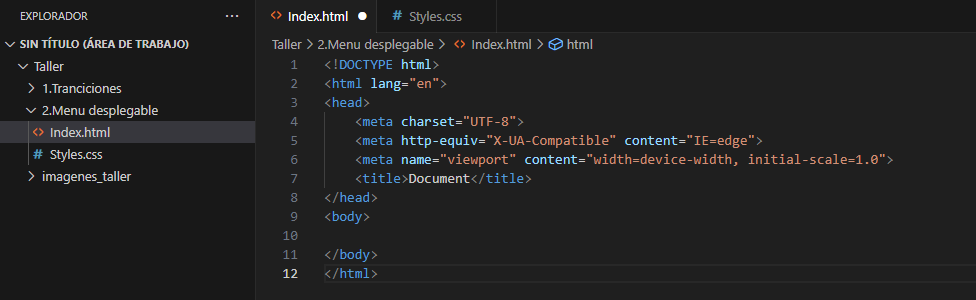 EXPLORADOR ...
SIN TÍTULO (ÁREA DE TRABAJO)
Taller
1.Tranciciones
2.Menu desplegable
<> Index.html
# Styles.css
imagenes_taller
<> Index.html ●
# Styles.css
Taller > 2.Menu desplegable > <> Index.html > html
1 <!DOCTYPE html>
2 <html lang="en">
3 <head>
4     <meta charset="UTF-8">
5     <meta http-equiv="X-UA-Compatible" content="IE=edge">
6     <meta name="viewport" content="width=device-width, initial-scale=1.0">
7     <title>Document</title>
8 </head>
9 <body>
10
11 </body>
12 </html>